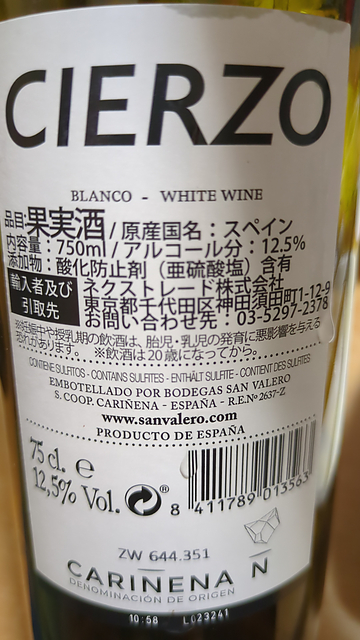 CIERZO
BLANCO - WHITE WINE
品目:果実酒/原産国名:スペイン
内容量:750ml/アルコール分:12.5%
添加物:酸化防止剤(亜硫酸塩)含有
輸入者及び引取先
ネクストレード株式会社
東京都千代田区神田須田町1-12-9
お問い合わせ先:03-5297-2378
※妊娠中や授乳期の飲酒は、胎児・乳児の発育に悪影響を与える
恐れがあります。 ※飲酒は20歳になってから。
CONTIENE SULFITOS - CONTAINS SULFITES - ENTHÄLT SULFITE - CONTIENT DES SULFITES
EMBOTELLADO POR BODEGAS SAN VALERO
S. COOP. CARIÑENA - ESPAÑA - R.E.Nº 2637-Z
www.sanvalero.com
PRODUCTO DE ESPAÑA
75 cl. e
12,5% Vol.
®
8 411789 013563
ZW 644.351
CARIÑENA
DENOMINACIÓN DE ORIGEN
N
10:58 L023241